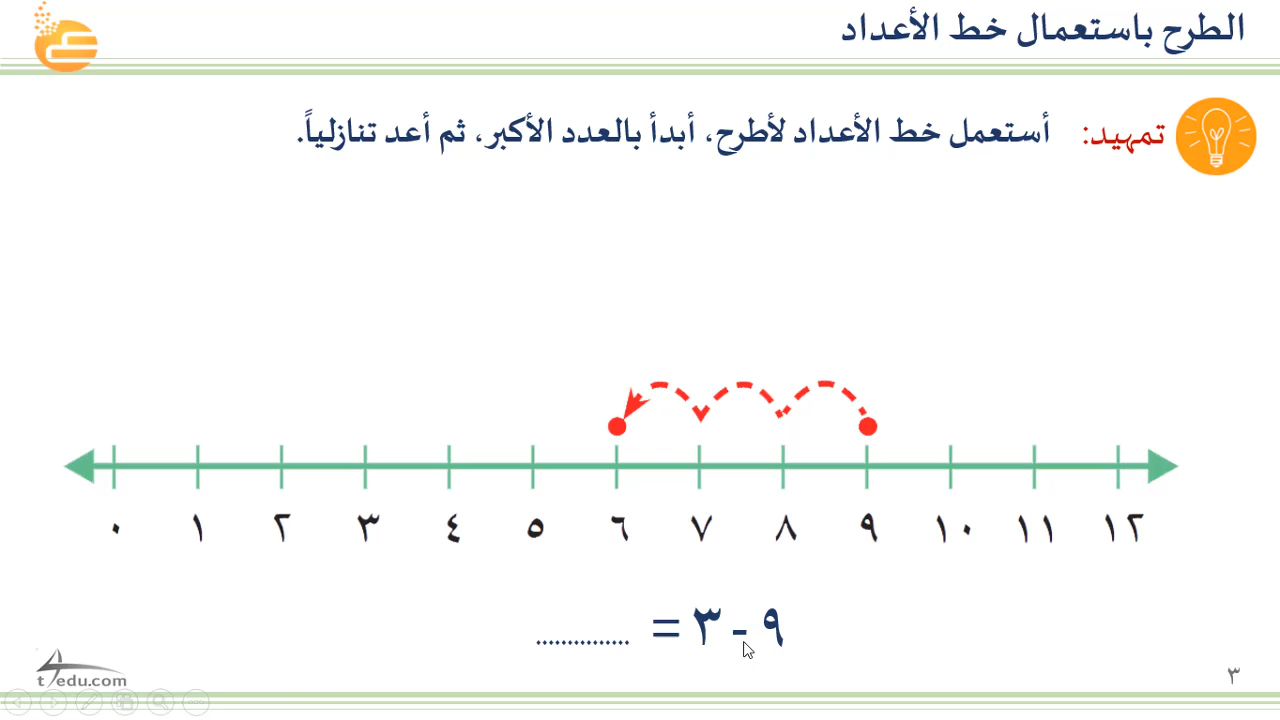 الطرح باستعمال خط الأعداد
تمهيد: أستعمل خط الأعداد لأطرح، أبدأ بالعدد الأكبر، ثم أعد تنازلياً.
٠ ١ ٢ ٣ ٤ ٥ ٦ ٧ ٨ ٩ ١٠ ١١ ١٢
٩ - ٣ = ...............
t4edu.com
٣